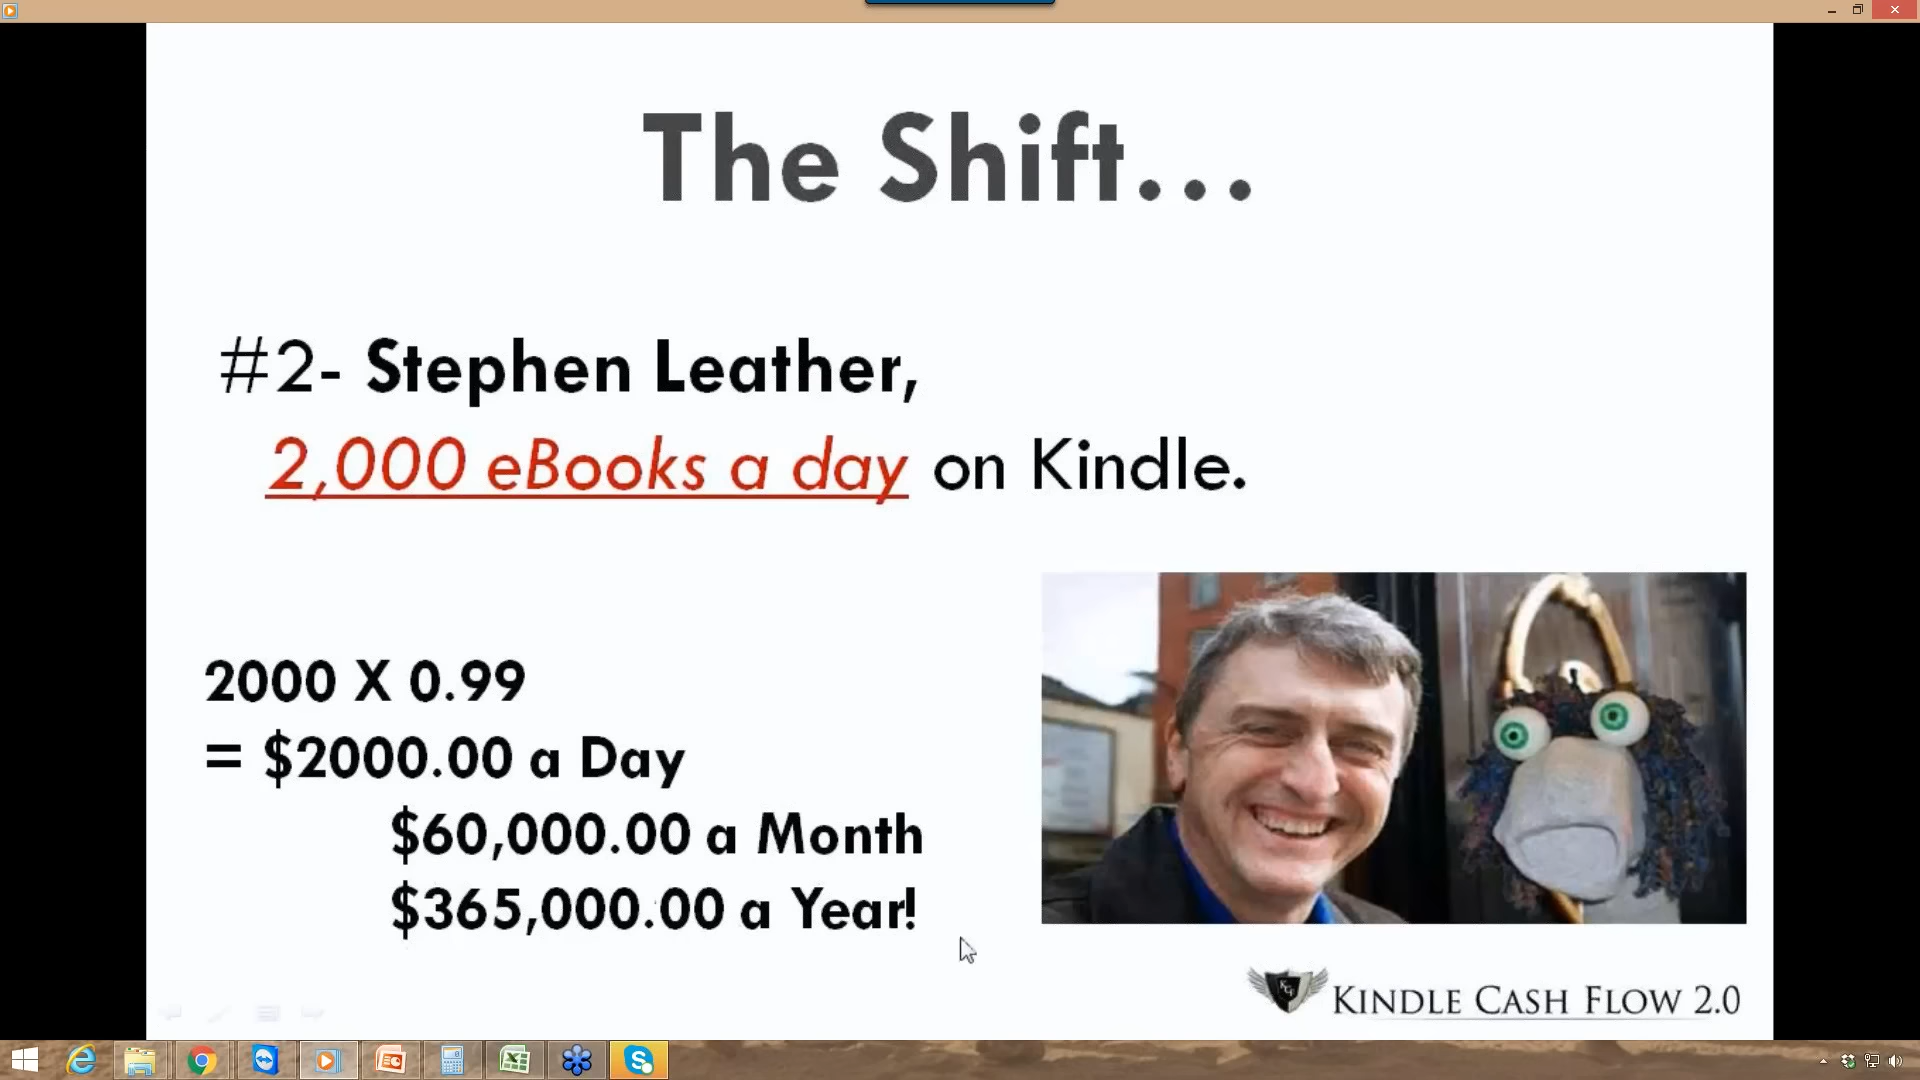 The Shift...
#2- Stephen Leather,
2,000 eBooks a day on Kindle.
2000 X 0.99
= $2000.00 a Day
$60,000.00 a Month
$365,000.00 a Year!
KCF
KINDLE CASH FLOW 2.0